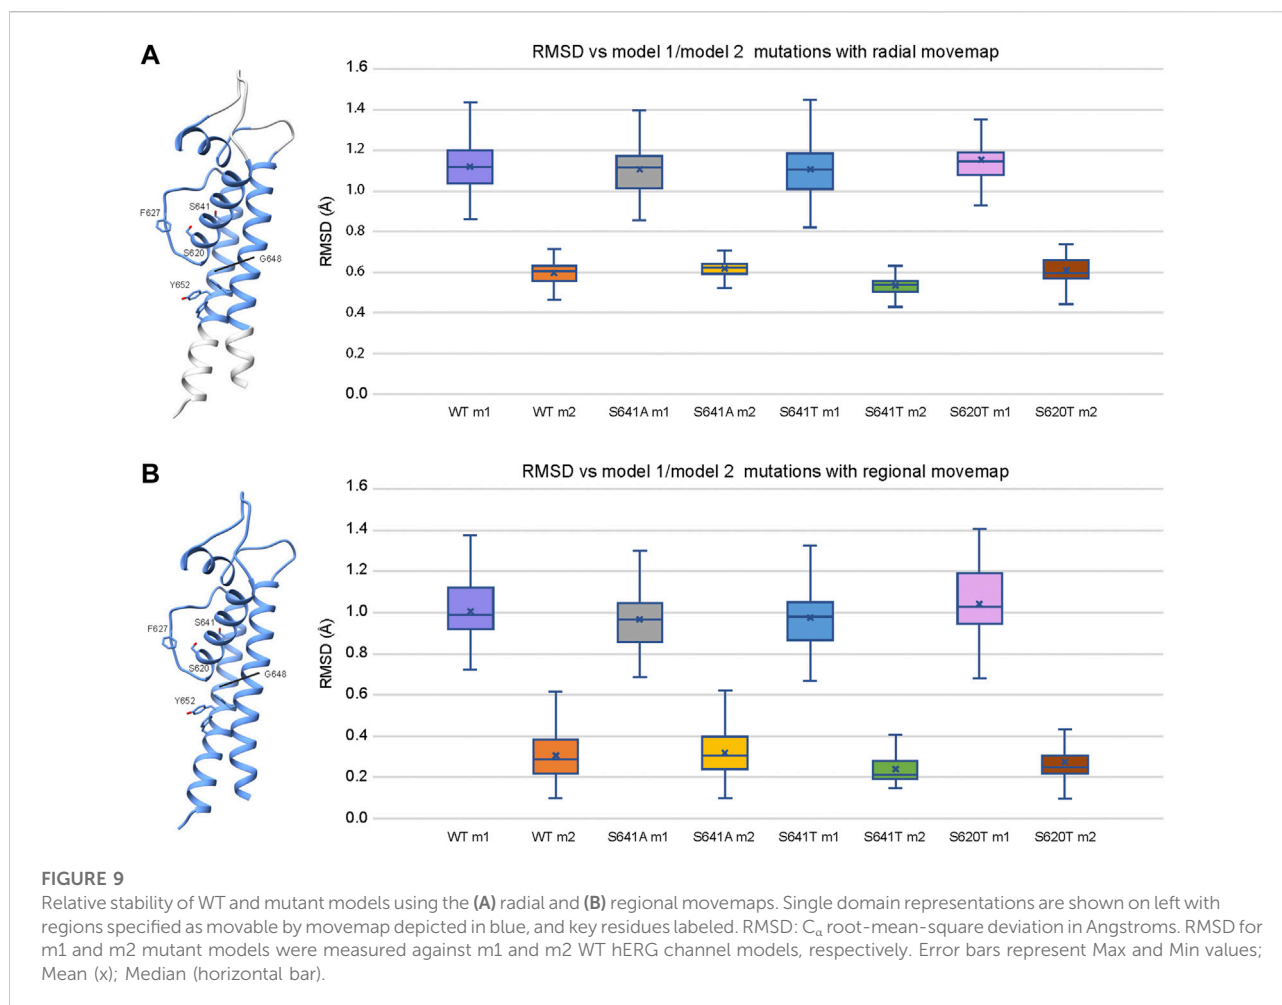 A
RMSD vs model 1/model 2 mutations with radial movemap
RMSD (Å)
1.6
1.4
1.2
1.0
0.8
0.6
0.4
0.2
0.0
S641
F627
S620
G648
Y652
WT m1 WT m2 S641A m1 S641A m2 S641T m1 S641T m2 S620T m1 S620T m2
B
RMSD vs model 1/model 2 mutations with regional movemap
RMSD (Å)
1.6
1.4
1.2
1.0
0.8
0.6
0.4
0.2
0.0
S641
F627
S620
G648
Y652
WT m1 WT m2 S641A m1 S641A m2 S641T m1 S641T m2 S620T m1 S620T m2
FIGURE 9
Relative stability of WT and mutant models using the (A) radial and (B) regional movemaps. Single domain representations are shown on left with
regions specified as movable by movemap depicted in blue, and key residues labeled. RMSD: Cα root-mean-square deviation in Angstroms. RMSD for
m1 and m2 mutant models were measured against m1 and m2 WT hERG channel models, respectively. Error bars represent Max and Min values;
Mean (x); Median (horizontal bar).